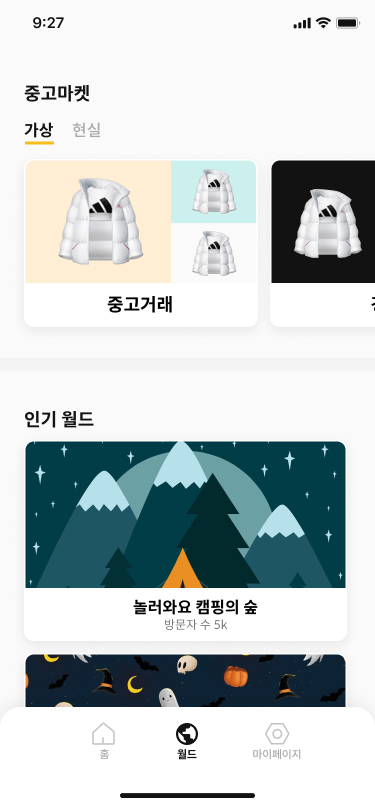 9:27
중고마켓
가상 현실
중고거래
인기 월드
놀러와요 캠핑의 숲
방문자 수 5k
홈 월드 마이페이지